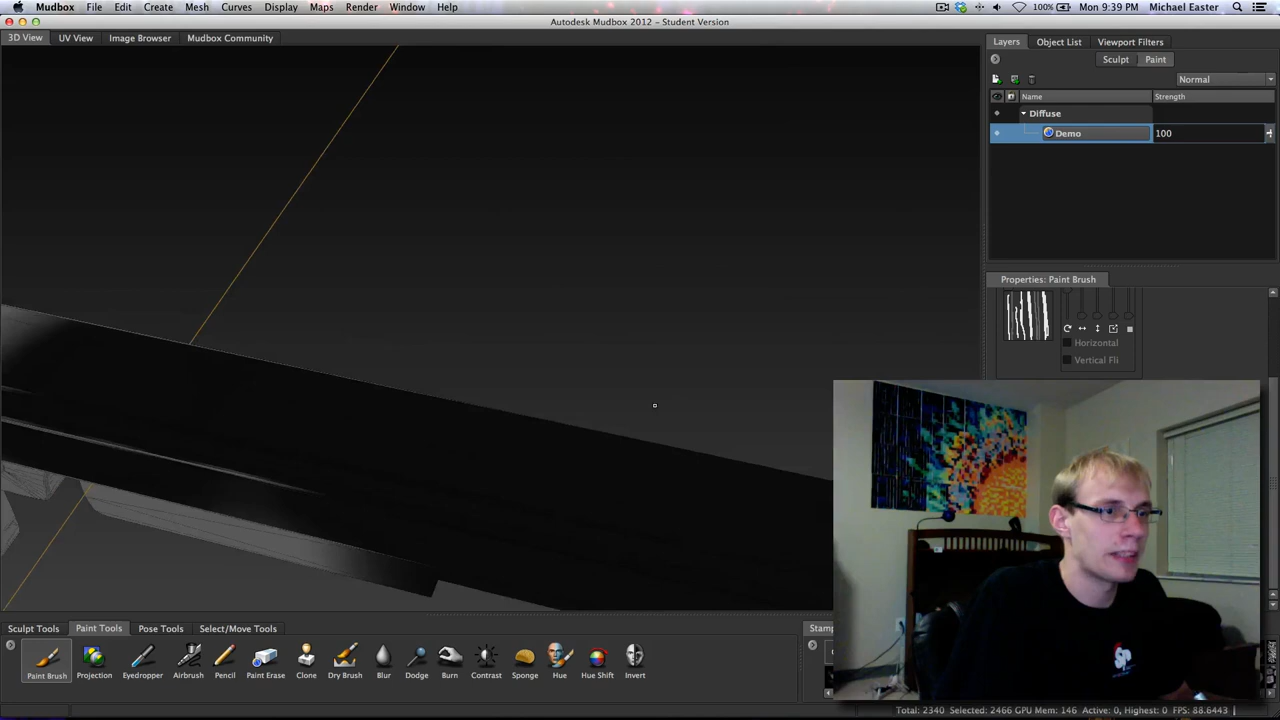 Mudbox File Edit Create Mesh Curves Display Maps Render Window Help 100% Mon 9:39 PM Michael Easter
Autodesk Mudbox 2012 – Student Version
3D View UV View Image Browser Mudbox Community
Layers Object List Viewport Filters
Sculpt Paint
Normal
Name Strength
Diffuse
Demo 100
Properties: Paint Brush
Horizontal
Vertical Fli
Sculpt Tools Paint Tools Pose Tools Select/Move Tools
Stamp
Paint Brush Projection Eyedropper Airbrush Pencil Paint Erase Clone Dry Brush Blur Dodge Burn Contrast Sponge Hue Hue Shift Invert
Total: 2340 Selected: 2466 GPU Mem: 146 Active: 0, Highest: 0 FPS: 88.6443